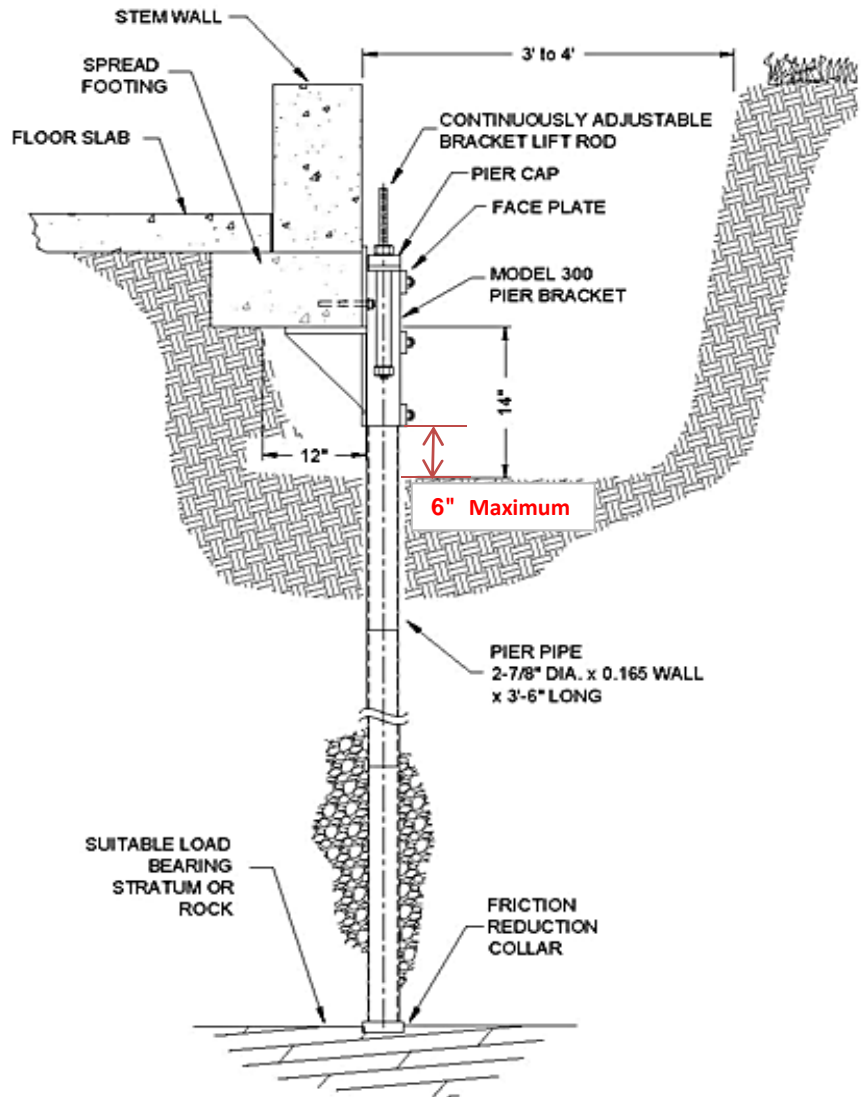 STEM WALL
3' to 4'
SPREAD
FOOTING
FLOOR SLAB
CONTINUOUSLY ADJUSTABLE
BRACKET LIFT ROD
PIER CAP
FACE PLATE
MODEL 300
PIER BRACKET
14"
12"
6" Maximum
PIER PIPE
2-7/8" DIA. x 0.165 WALL
x 3'-6" LONG
SUITABLE LOAD
BEARING
STRATUM OR
ROCK
FRICTION
REDUCTION
COLLAR